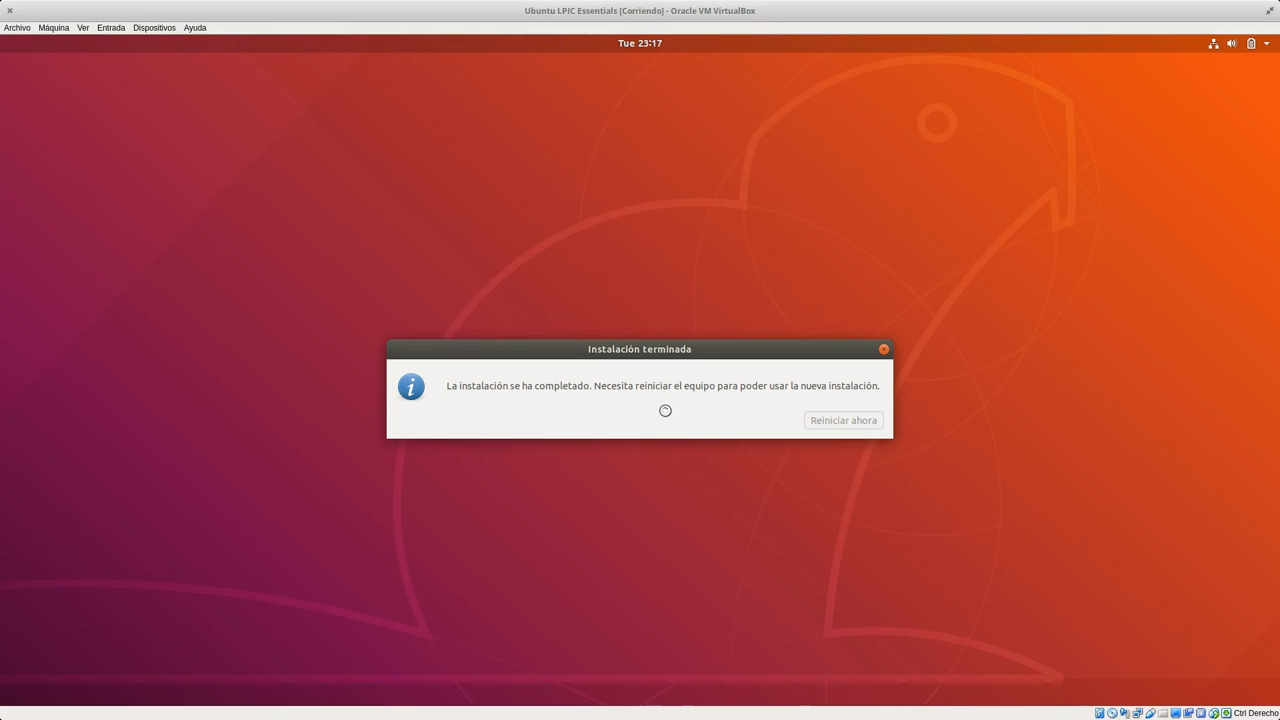 Ubuntu LPIC Essentials [Corriendo] - Oracle VM VirtualBox
Archivo Máquina Ver Entrada Dispositivos Ayuda
Tue 23:17
Instalación terminada
La instalación se ha completado. Necesita reiniciar el equipo para poder usar la nueva instalación.
Reiniciar ahora
Ctrl Derecho